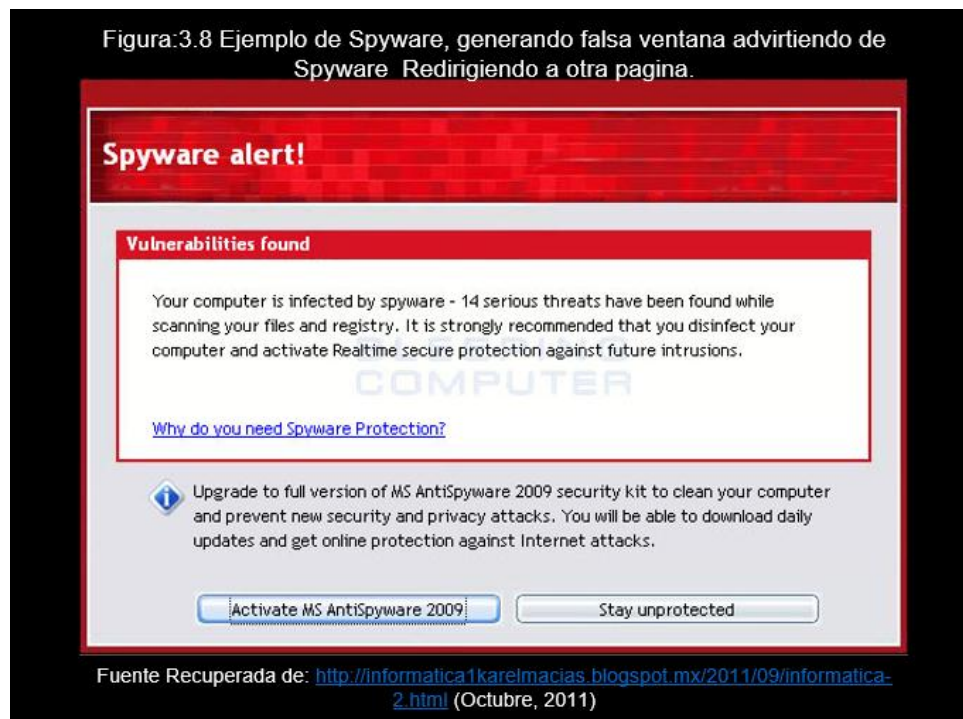 Figura:3.8 Ejemplo de Spyware, generando falsa ventana advirtiendo de
Spyware Redirigiendo a otra pagina.
Spyware alert!
Vulnerabilities found
Your computer is infected by spyware - 14 serious threats have been found while
scanning your files and registry. It is strongly recommended that you disinfect your
computer and activate Realtime secure protection against future intrusions.
BLEEPING
COMPUTER
Why do you need Spyware Protection?
Upgrade to full version of MS AntiSpyware 2009 security kit to clean your computer
and prevent new security and privacy attacks. You will be able to download daily
updates and get online protection against Internet attacks.
Activate MS AntiSpyware 2009
Stay unprotected
Fuente Recuperada de: http://informatica1karelmacias.blogspot.mx/2011/09/informatica-
2.html (Octubre, 2011)